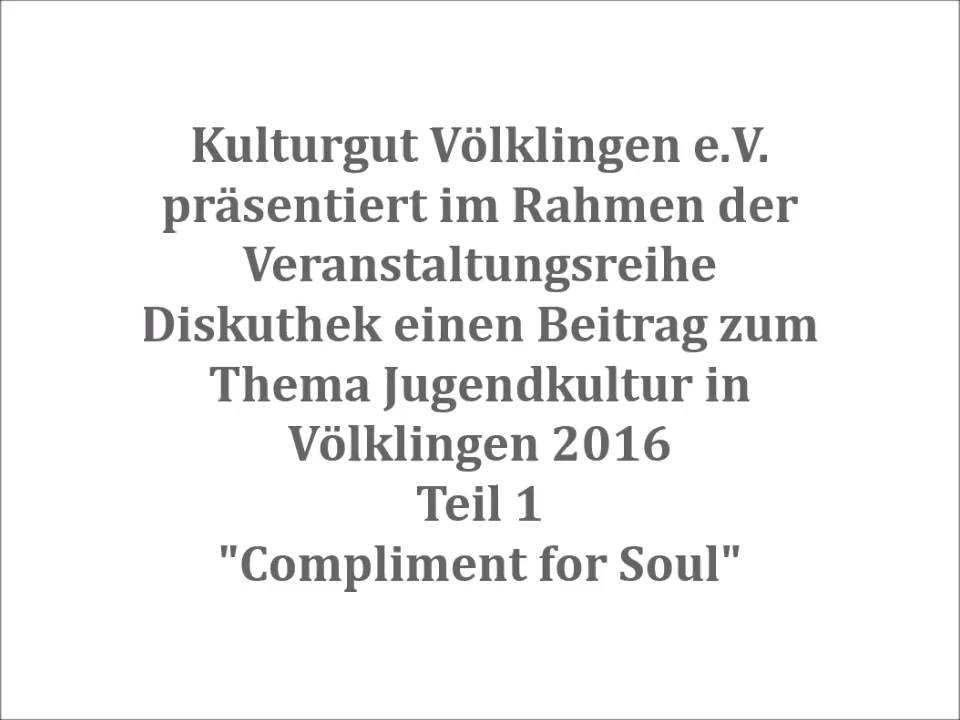 Kulturgut Völklingen e.V.
präsentiert im Rahmen der
Veranstaltungsreihe
Diskuthek einen Beitrag zum
Thema Jugendkultur in
Völklingen 2016
Teil 1
"Compliment for Soul"